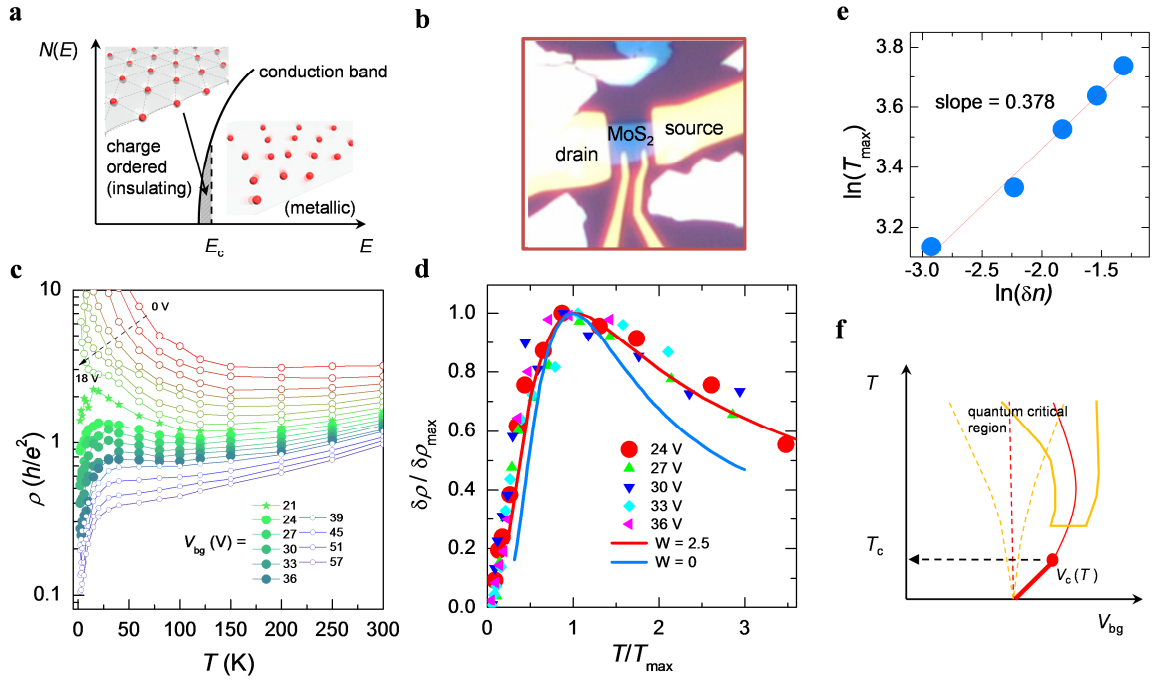 a
N(E)
conduction band
charge
ordered
(insulating)
(metallic)
E_c
E
b
MoS_2
source
drain
c
10
1
0.1
ρ (h/e^2)
0 V
18 V
V_bg (V) =
21
24
27
30
33
36
39
45
51
57
0 50 100 150 200 250 300
T (K)
d
1.0
0.8
0.6
0.4
0.2
0.0
δρ / δρ_max
24 V
27 V
30 V
33 V
36 V
W = 2.5
W = 0
0 1 2 3
T/T_max
e
3.8
3.6
3.4
3.2
ln(T_max)
slope = 0.378
-3.0 -2.5 -2.0 -1.5
ln(δn)
f
T
quantum critical
region
T_c
V_c(T)
V_bg